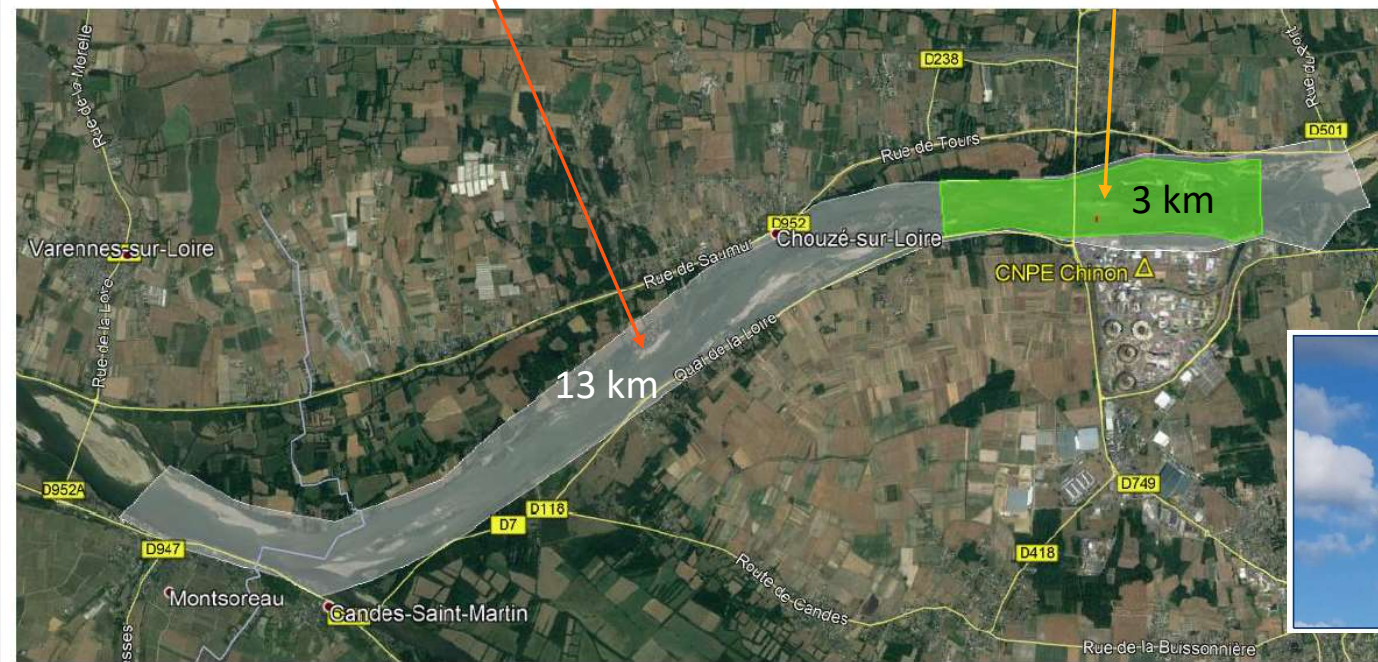 Rue de la Morelle
D238
Rue du Port
D501
Rue de Tours
3 km
D952
Chouzé-sur-Loire
Varennes-sur-Loire
Rue de Saumur
CNPE Chinon
Rue de la Loire
Quai de la Loire
13 km
D952A
D749
D118
D7
D947
D418
Route de Candes
Montsoreau
Candes-Saint-Martin
Rue de la Buissonnière